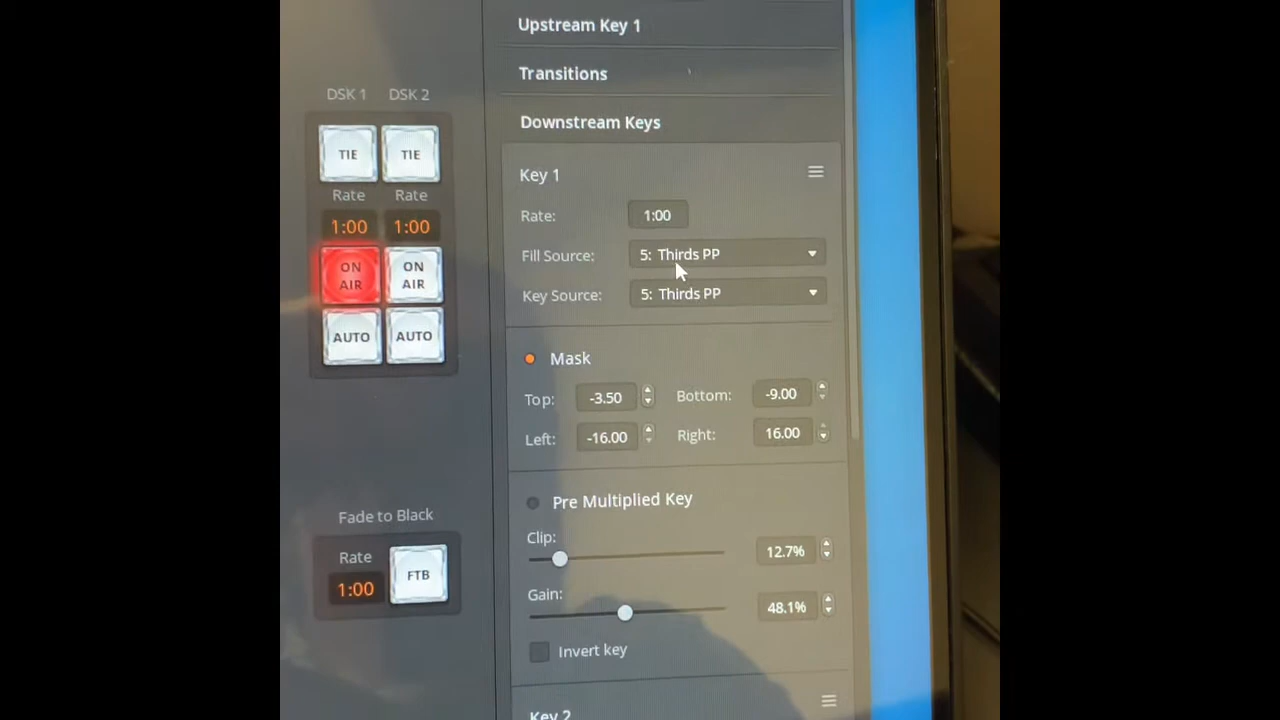 Upstream Key 1
Transitions
DSK 1 DSK 2
Downstream Keys
TIE TIE
Key 1
Rate Rate
Rate: 1:00
1:00 1:00
Fill Source: 5: Thirds PP
ON AIR ON AIR
Key Source: 5: Thirds PP
AUTO AUTO
Mask
Top: -3.50 Bottom: -9.00
Left: -16.00 Right: 16.00
Pre Multiplied Key
Fade to Black
Clip: 12.7%
Rate
1:00 FTB
Gain: 48.1%
Invert key
Key 2